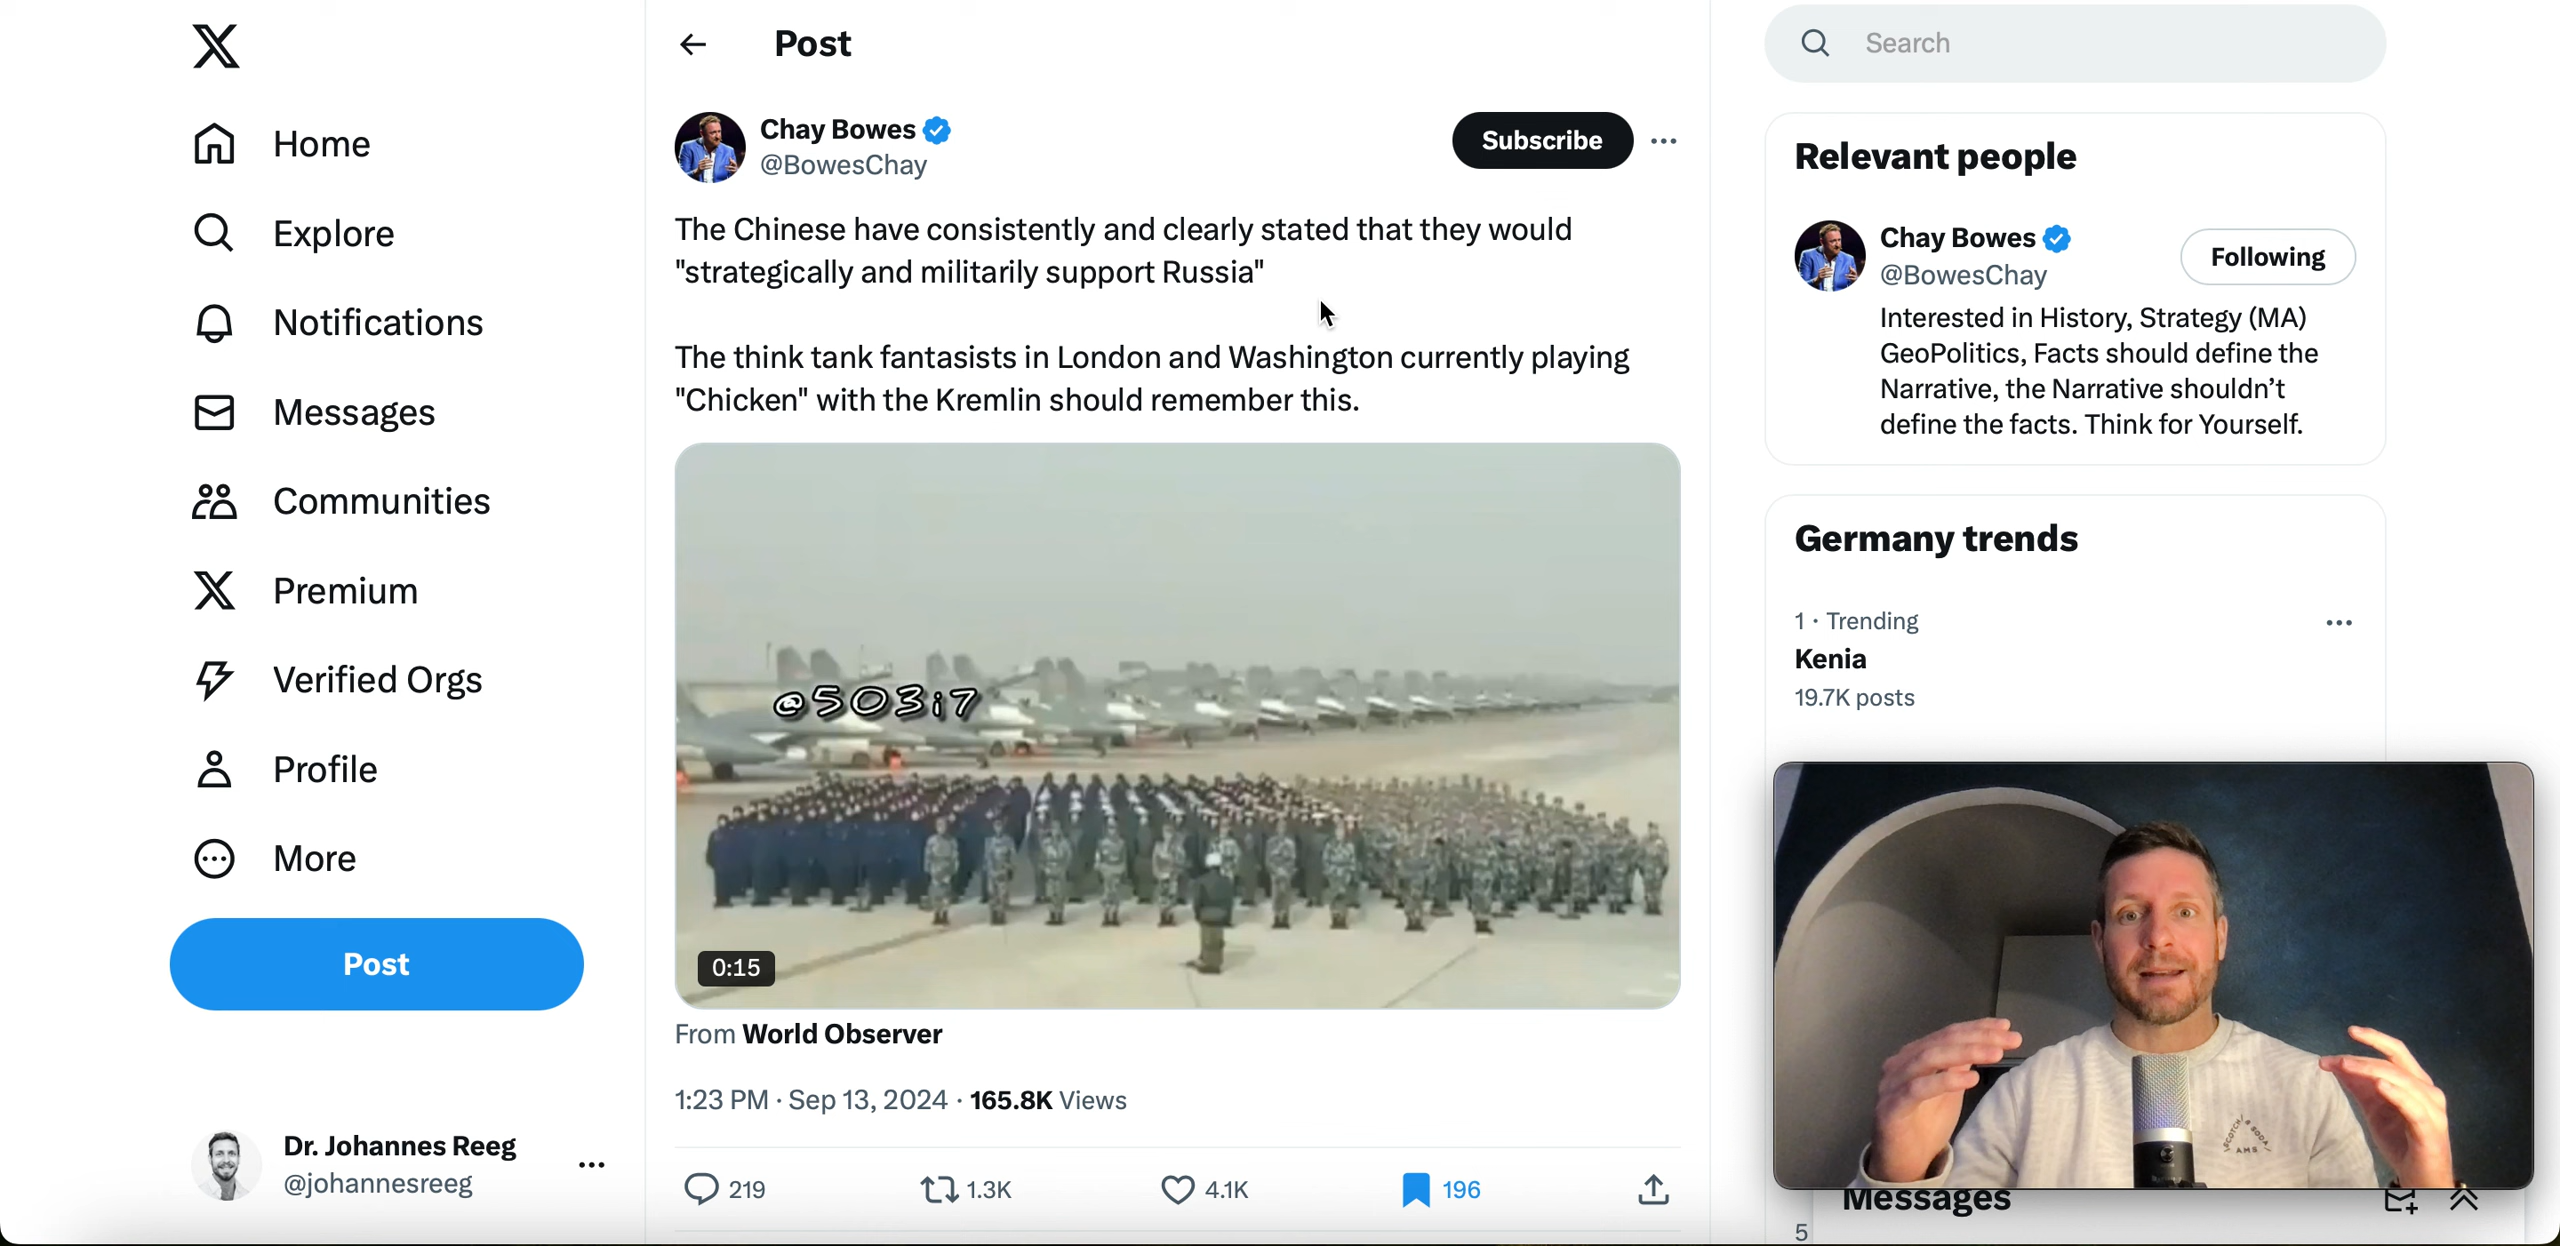 Home
Explore
Notifications
Messages
Communities
Premium
Verified Orgs
Profile
More
Post
Dr. Johannes Reeg
@johannesreeg
Post
Chay Bowes
@BowesChay
Subscribe
The Chinese have consistently and clearly stated that they would
"strategically and militarily support Russia"
The think tank fantasists in London and Washington currently playing
"Chicken" with the Kremlin should remember this.
@503i7
0:15
From World Observer
1:23 PM · Sep 13, 2024 · 165.8K Views
219 1.3K 4.1K 196
Search
Relevant people
Chay Bowes
@BowesChay
Following
Interested in History, Strategy (MA)
GeoPolitics, Facts should define the
Narrative, the Narrative shouldn’t
define the facts. Think for Yourself.
Germany trends
1 · Trending
Kenia
19.7K posts
SCOTCH & SODA
AMS
Messages
5